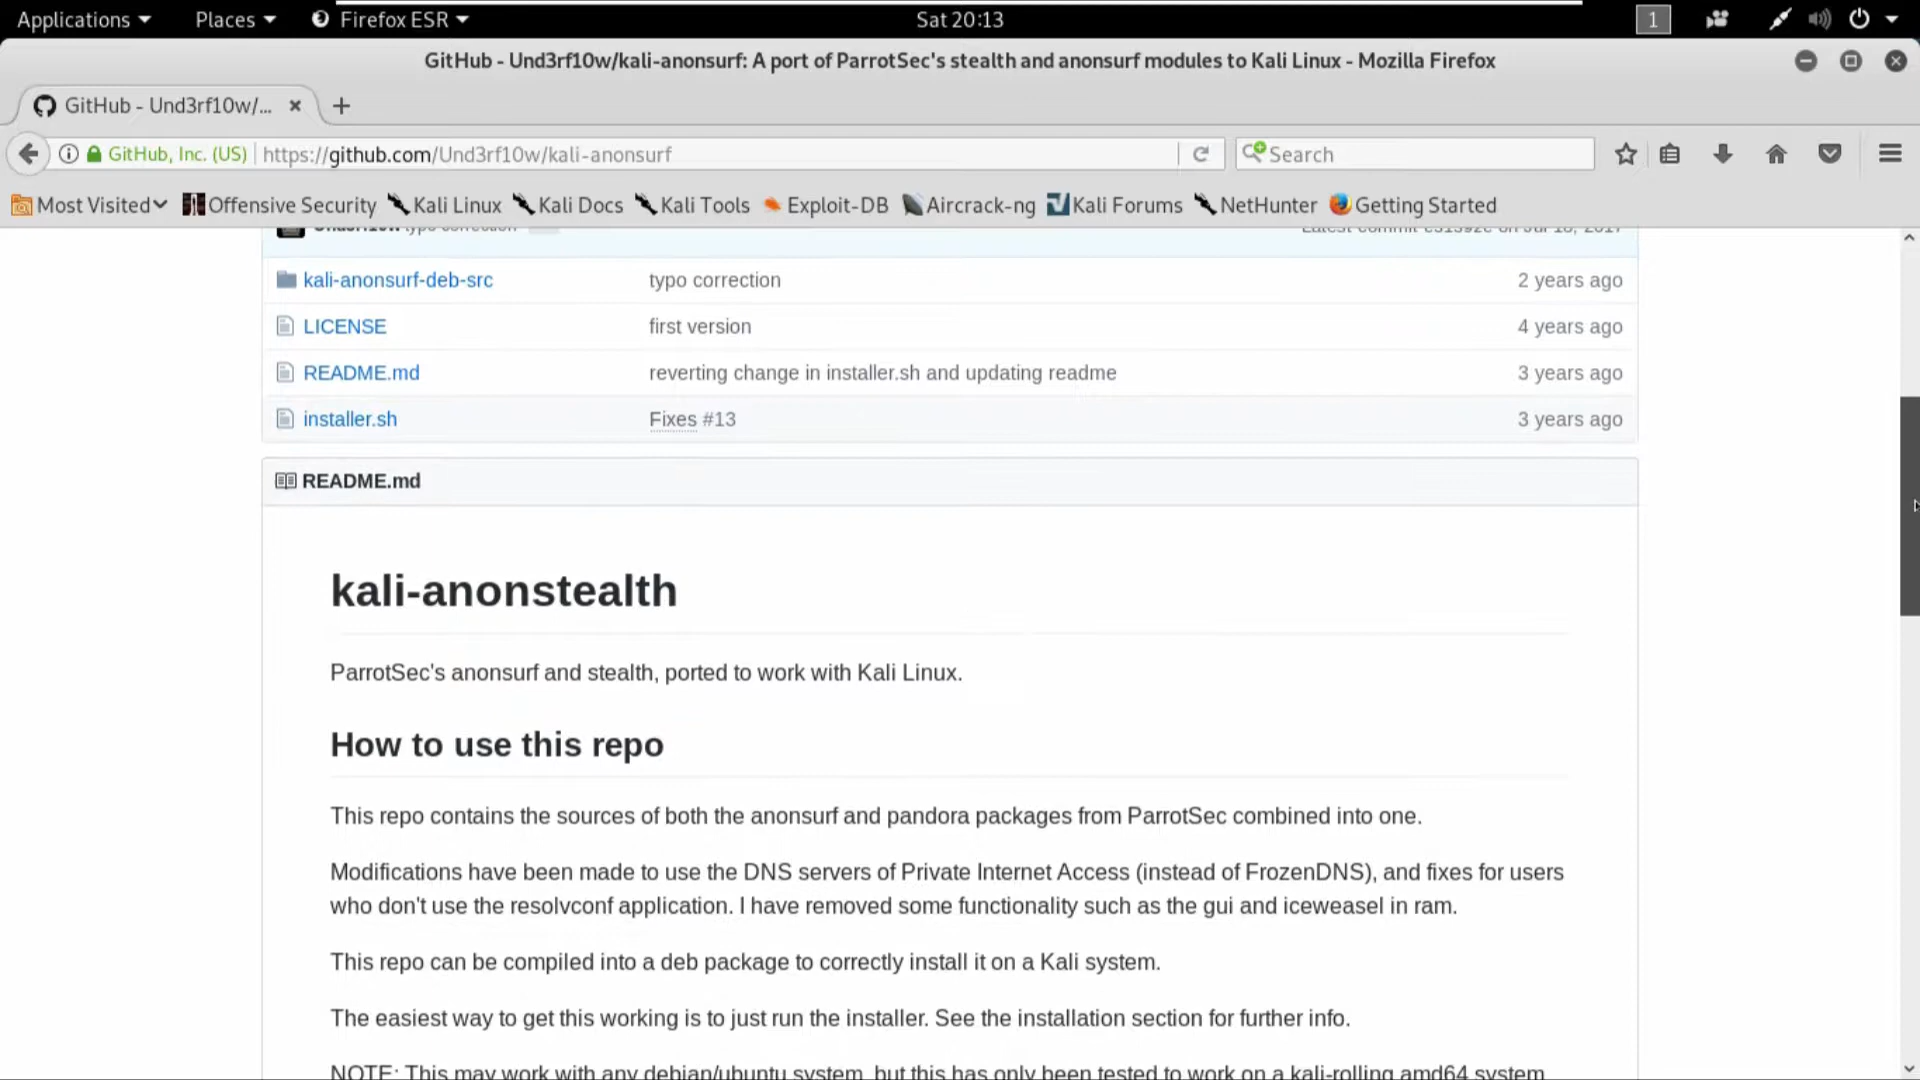 Applications Places Firefox ESR Sat 20:13 1
GitHub - Und3rf10w/kali-anonsurf: A port of ParrotSec's stealth and anonsurf modules to Kali Linux - Mozilla Firefox
GitHub - Und3rf10w/...
GitHub, Inc. (US) https://github.com/Und3rf10w/kali-anonsurf Search
Most Visited Offensive Security Kali Linux Kali Docs Kali Tools Exploit-DB Aircrack-ng Kali Forums NetHunter Getting Started
Und3rf10w typo correction Latest commit on Jul 18, 2017
kali-anonsurf-deb-src typo correction 2 years ago
LICENSE first version 4 years ago
README.md reverting change in installer.sh and updating readme 3 years ago
installer.sh Fixes #13 3 years ago
README.md
kali-anonstealth
ParrotSec's anonsurf and stealth, ported to work with Kali Linux.
How to use this repo
This repo contains the sources of both the anonsurf and pandora packages from ParrotSec combined into one.
Modifications have been made to use the DNS servers of Private Internet Access (instead of FrozenDNS), and fixes for users
who don't use the resolvconf application. I have removed some functionality such as the gui and iceweasel in ram.
This repo can be compiled into a deb package to correctly install it on a Kali system.
The easiest way to get this working is to just run the installer. See the installation section for further info.
NOTE: This may work with any debian/ubuntu system, but this has only been tested to work on a kali-rolling amd64 system